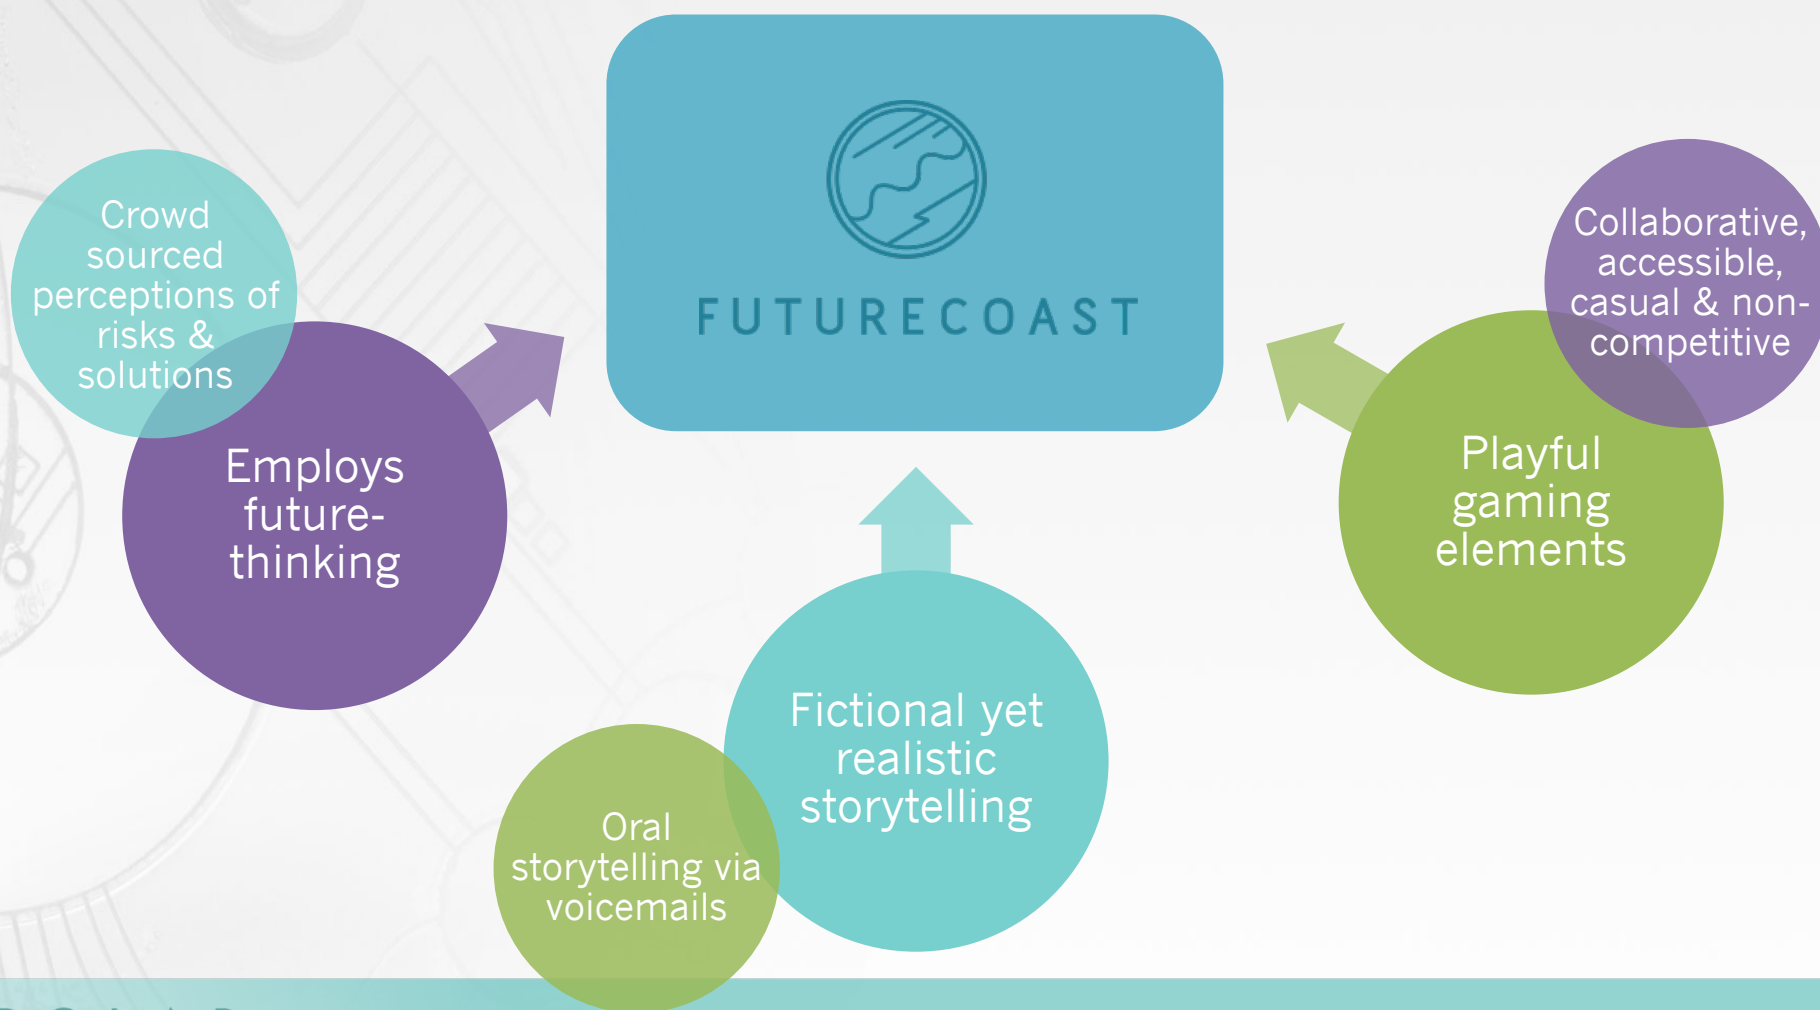 FUTURECOAST
Crowd
sourced
perceptions of
risks &
solutions
Employs
future-
thinking
Collaborative,
accessible,
casual & non-
competitive
Playful
gaming
elements
Fictional yet
realistic
storytelling
Oral
storytelling via
voicemails